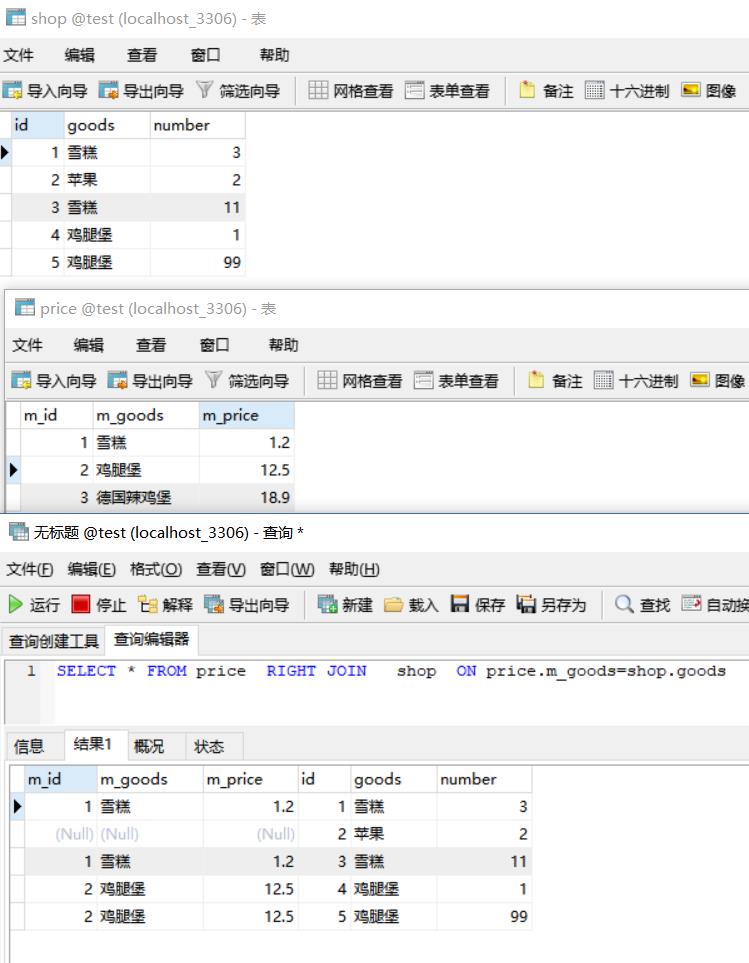 shop @test (localhost_3306) - 表
文件 编辑 查看 窗口 帮助
导入向导 导出向导 筛选向导 网格查看 表单查看 备注 十六进制 图像
id goods number
1 雪糕 3
2 苹果 2
3 雪糕 11
4 鸡腿堡 1
5 鸡腿堡 99
price @test (localhost_3306) - 表
文件 编辑 查看 窗口 帮助
导入向导 导出向导 筛选向导 网格查看 表单查看 备注 十六进制 图像
m_id m_goods m_price
1 雪糕 1.2
2 鸡腿堡 12.5
3 德国辣鸡堡 18.9
无标题 @test (localhost_3306) - 查询 *
文件(F) 编辑(E) 格式(O) 查看(V) 窗口(W) 帮助(H)
运行 停止 解释 导出向导 新建 载入 保存 另存为 查找 自动换
查询创建工具 查询编辑器
1 SELECT * FROM price RIGHT JOIN shop ON price.m_goods=shop.goods
信息 结果1 概况 状态
m_id m_goods m_price id goods number
1 雪糕 1.2 1 雪糕 3
(Null) (Null) (Null) 2 苹果 2
1 雪糕 1.2 3 雪糕 11
2 鸡腿堡 12.5 4 鸡腿堡 1
2 鸡腿堡 12.5 5 鸡腿堡 99